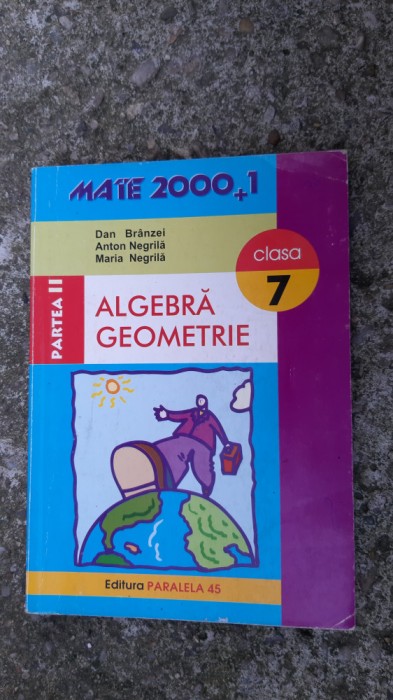 MATE 2000+1
Dan Brânzei
Anton Negrilă
Maria Negrilă
clasa
7
PARTEA II
ALGEBRĂ
GEOMETRIE
Editura PARALELA 45